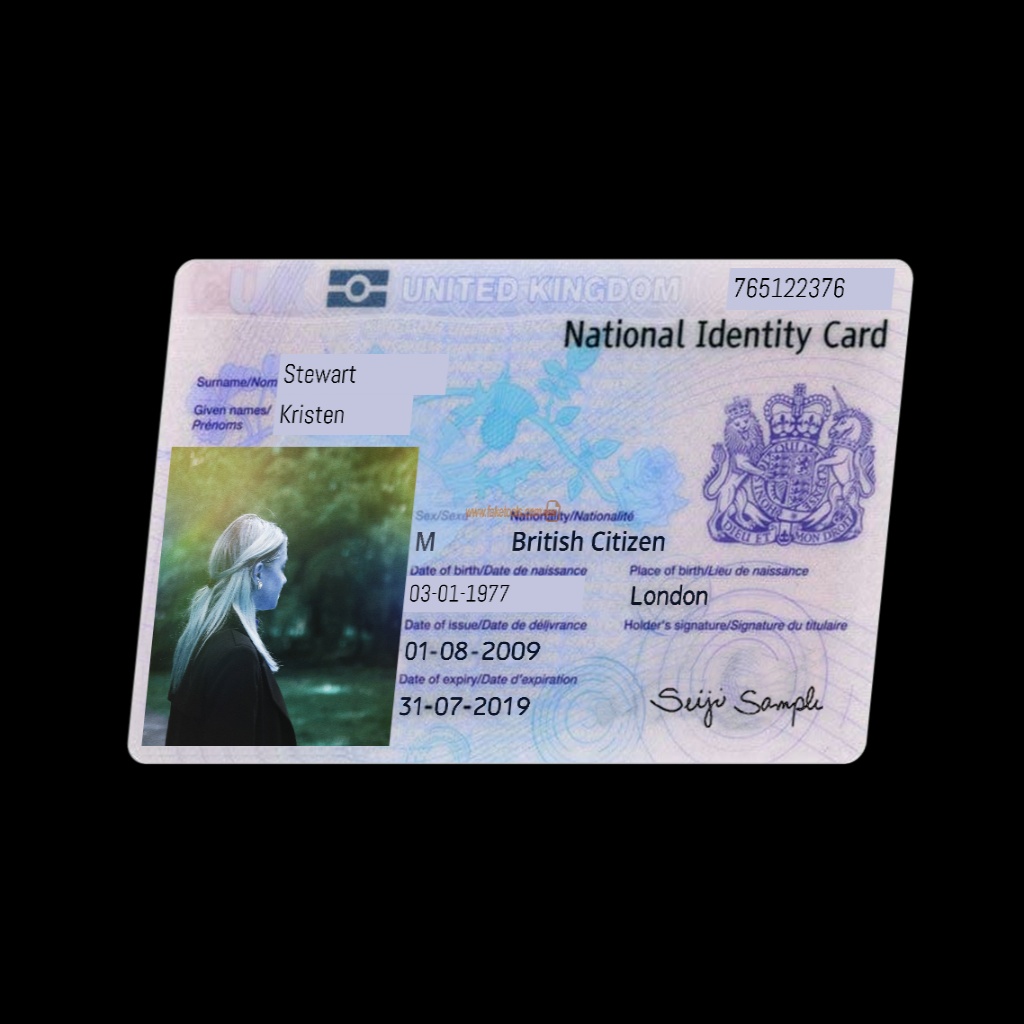 UK UNITED KINGDOM 765122376
National Identity Card
Surname/Nom Stewart
Given names/ Kristen
Prénoms
DIEU ET MON DROIT
Sex/Sexe Nationality/Nationalité
M British Citizen
Date of birth/Date de naissance Place of birth/Lieu de naissance
03-01-1977 London
Date of issue/Date de délivrance Holder's signature/Signature du titulaire
01-08-2009
Date of expiry/Date d'expiration
31-07-2019 Seiji Sample